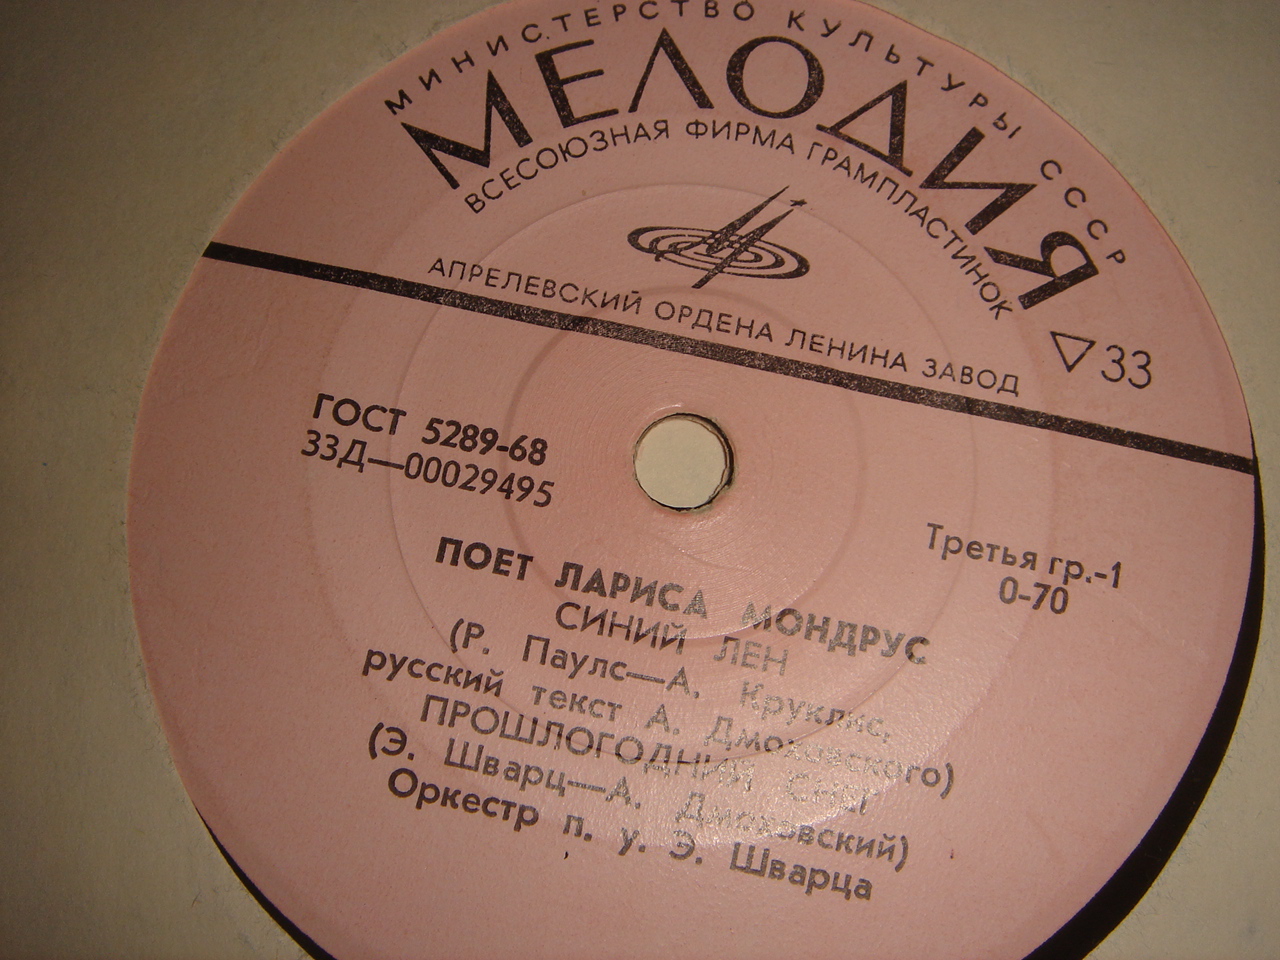 МИНИСТЕРСТВО КУЛЬТУРЫ СССР
МЕЛОДИЯ
ВСЕСОЮЗНАЯ ФИРМА ГРАМПЛАСТИНОК
АПРЕЛЕВСКИЙ ОРДЕНА ЛЕНИНА ЗАВОД
▽33
ГОСТ 5289-68
33Д—00029495
Третья гр.-1
0-70
ПОЕТ ЛАРИСА МОНДРУС
СИНИЙ ЛЕН
(Р. Паулс—А. Круклис,
русский текст А. Дмоховского)
ПРОШЛОГОДНИЙ СНЕГ
(Э. Шварц—А. Дмоховский)
Оркестр п. у. Э. Шварца